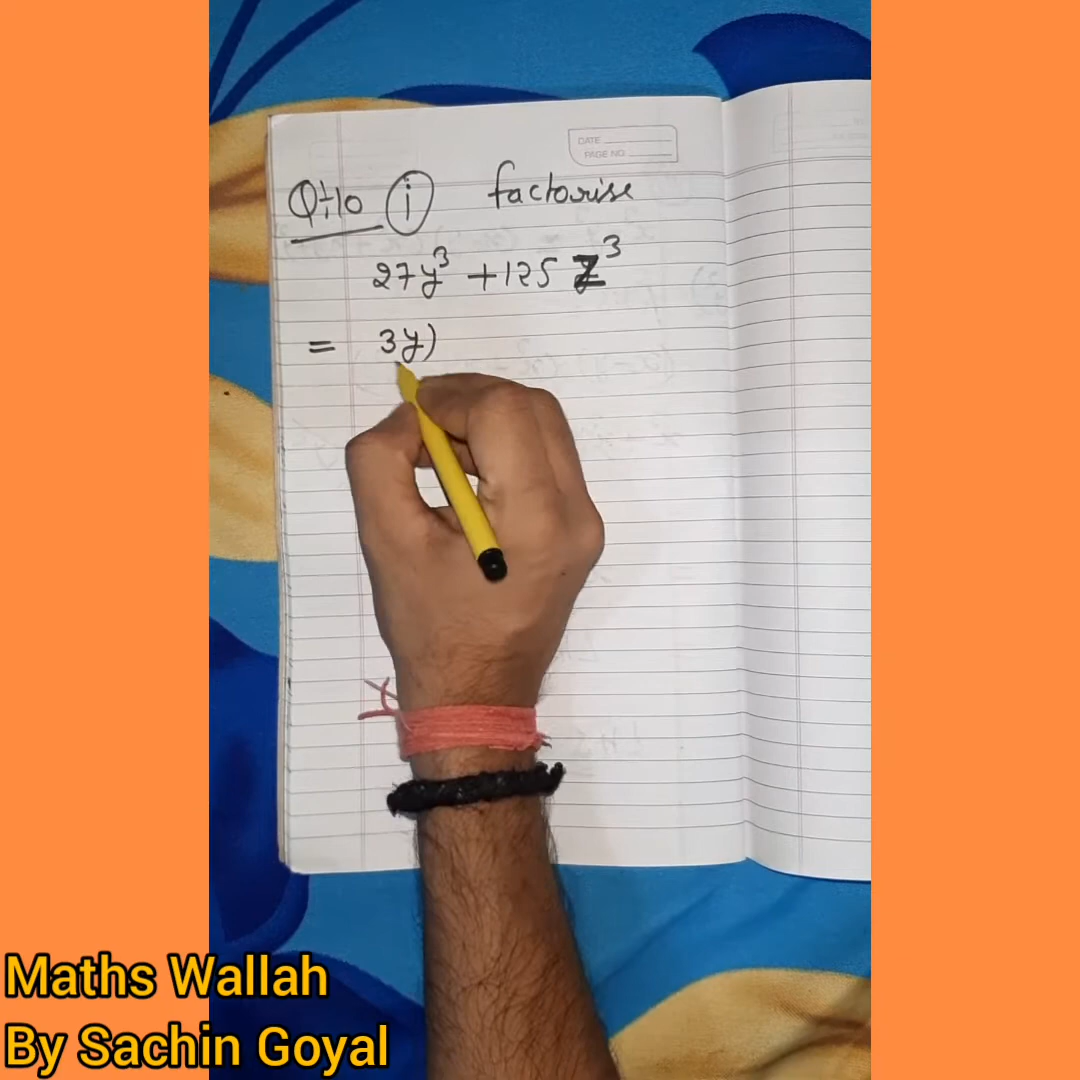 DATE
PAGE NO.
Q:-10 (i) factorise
27y³ + 125 z³
= 3y)
Maths Wallah
By Sachin Goyal